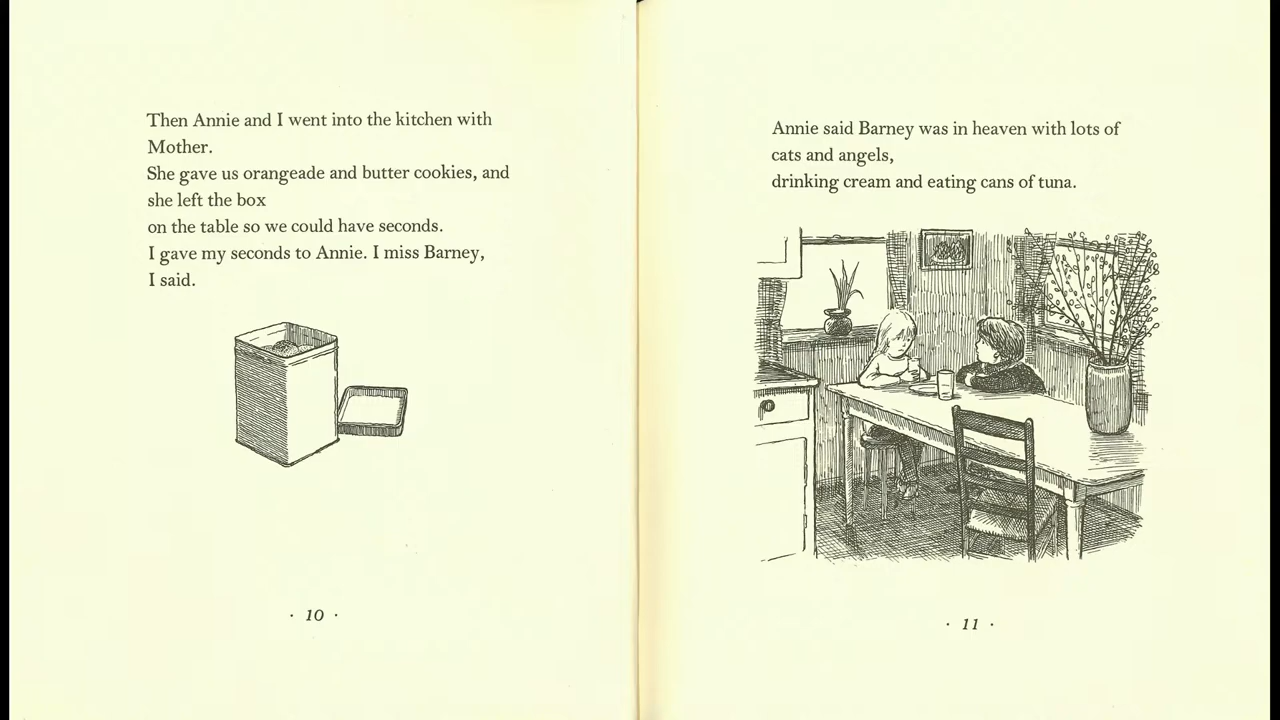 Then Annie and I went into the kitchen with
Mother.
She gave us orangeade and butter cookies, and
she left the box
on the table so we could have seconds.
I gave my seconds to Annie. I miss Barney,
I said.
· 10 ·
Annie said Barney was in heaven with lots of
cats and angels,
drinking cream and eating cans of tuna.
· 11 ·